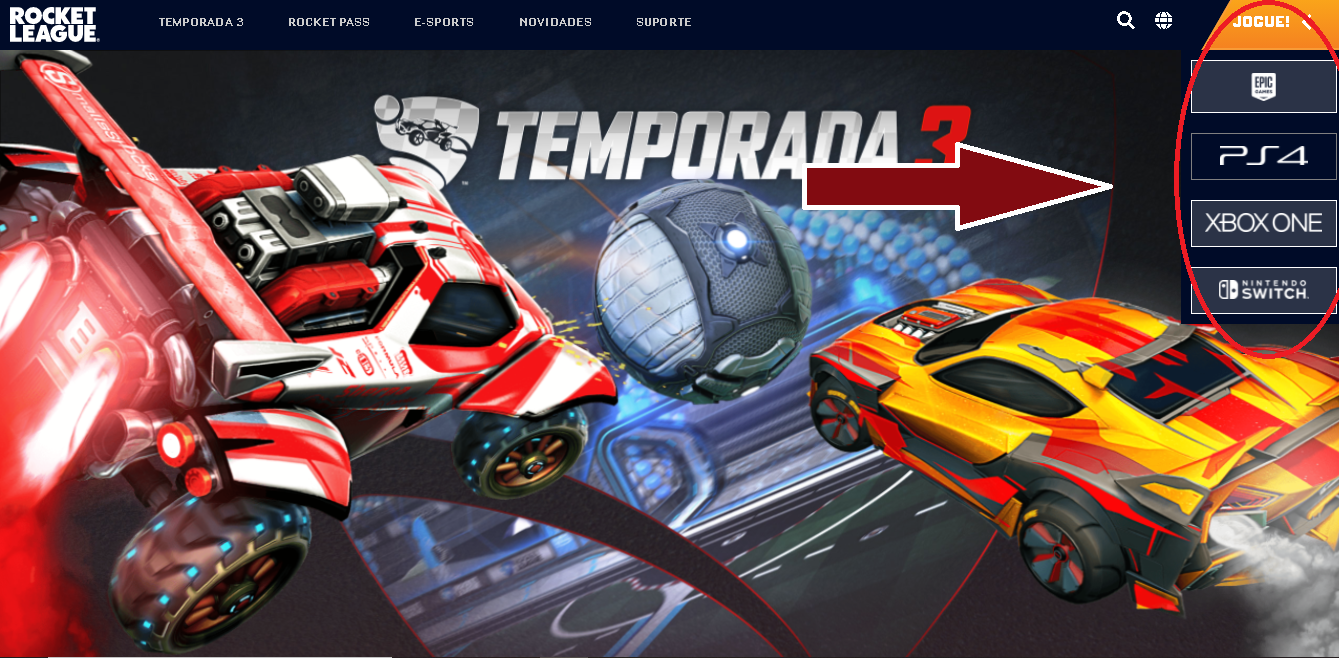 ROCKET
LEAGUE
TEMPORADA 3
ROCKET PASS
E-SPORTS
NOVIDADES
SUPORTE
JOGUE!
EPIC
GAMES
TEMPORADA 3
™
PS4
XBOX ONE
NINTENDO
SWITCH